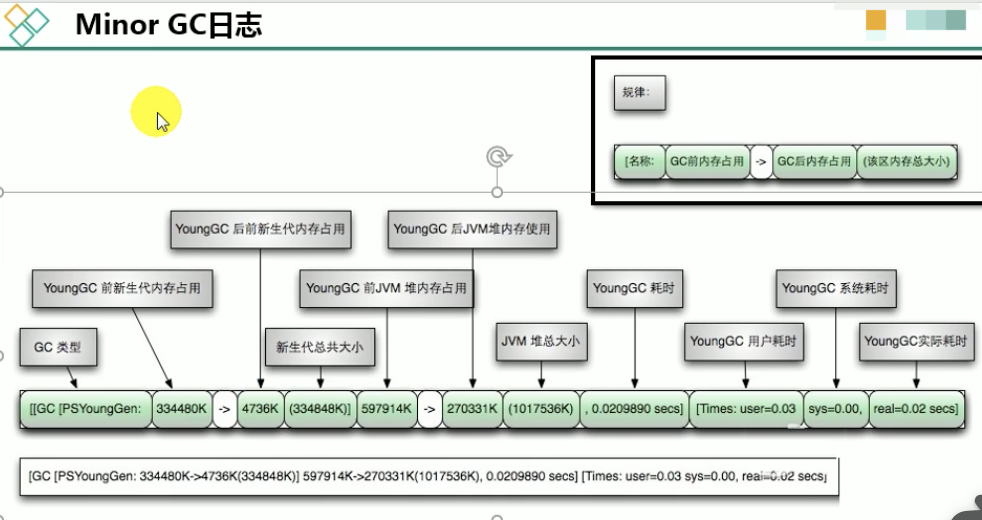 Minor GC日志
规律:
[名称: GC前内存占用 -> GC后内存占用 (该区内存总大小)
YoungGC 后前新生代内存占用 YoungGC 后JVM堆内存使用
YoungGC 前新生代内存占用 YoungGC 前JVM 堆内存占用 YoungGC 耗时 YoungGC 系统耗时
GC 类型 新生代总共大小 JVM 堆总大小 YoungGC 用户耗时 YoungGC实际耗时
[[GC [PSYoungGen: 334480K -> 4736K (334848K)] 597914K -> 270331K (1017536K) , 0.0209890 secs] [Times: user=0.03 sys=0.00, real=0.02 secs]
[GC [PSYoungGen: 334480K->4736K(334848K)] 597914K->270331K(1017536K), 0.0209890 secs] [Times: user=0.03 sys=0.00, real=0.02 secs]